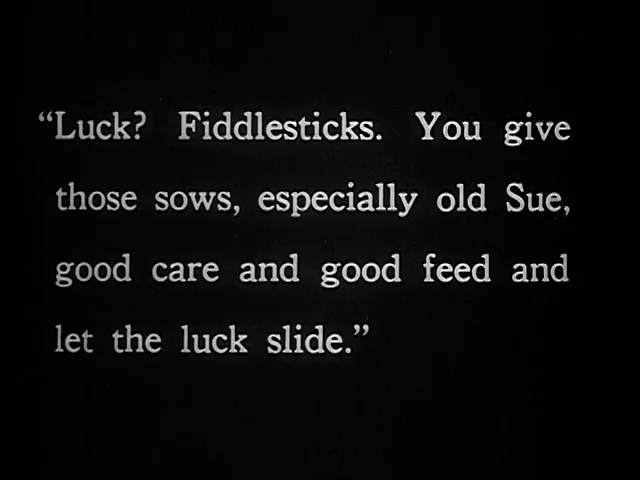 “Luck? Fiddlesticks. You give
those sows, especially old Sue,
good care and good feed and
let the luck slide.”